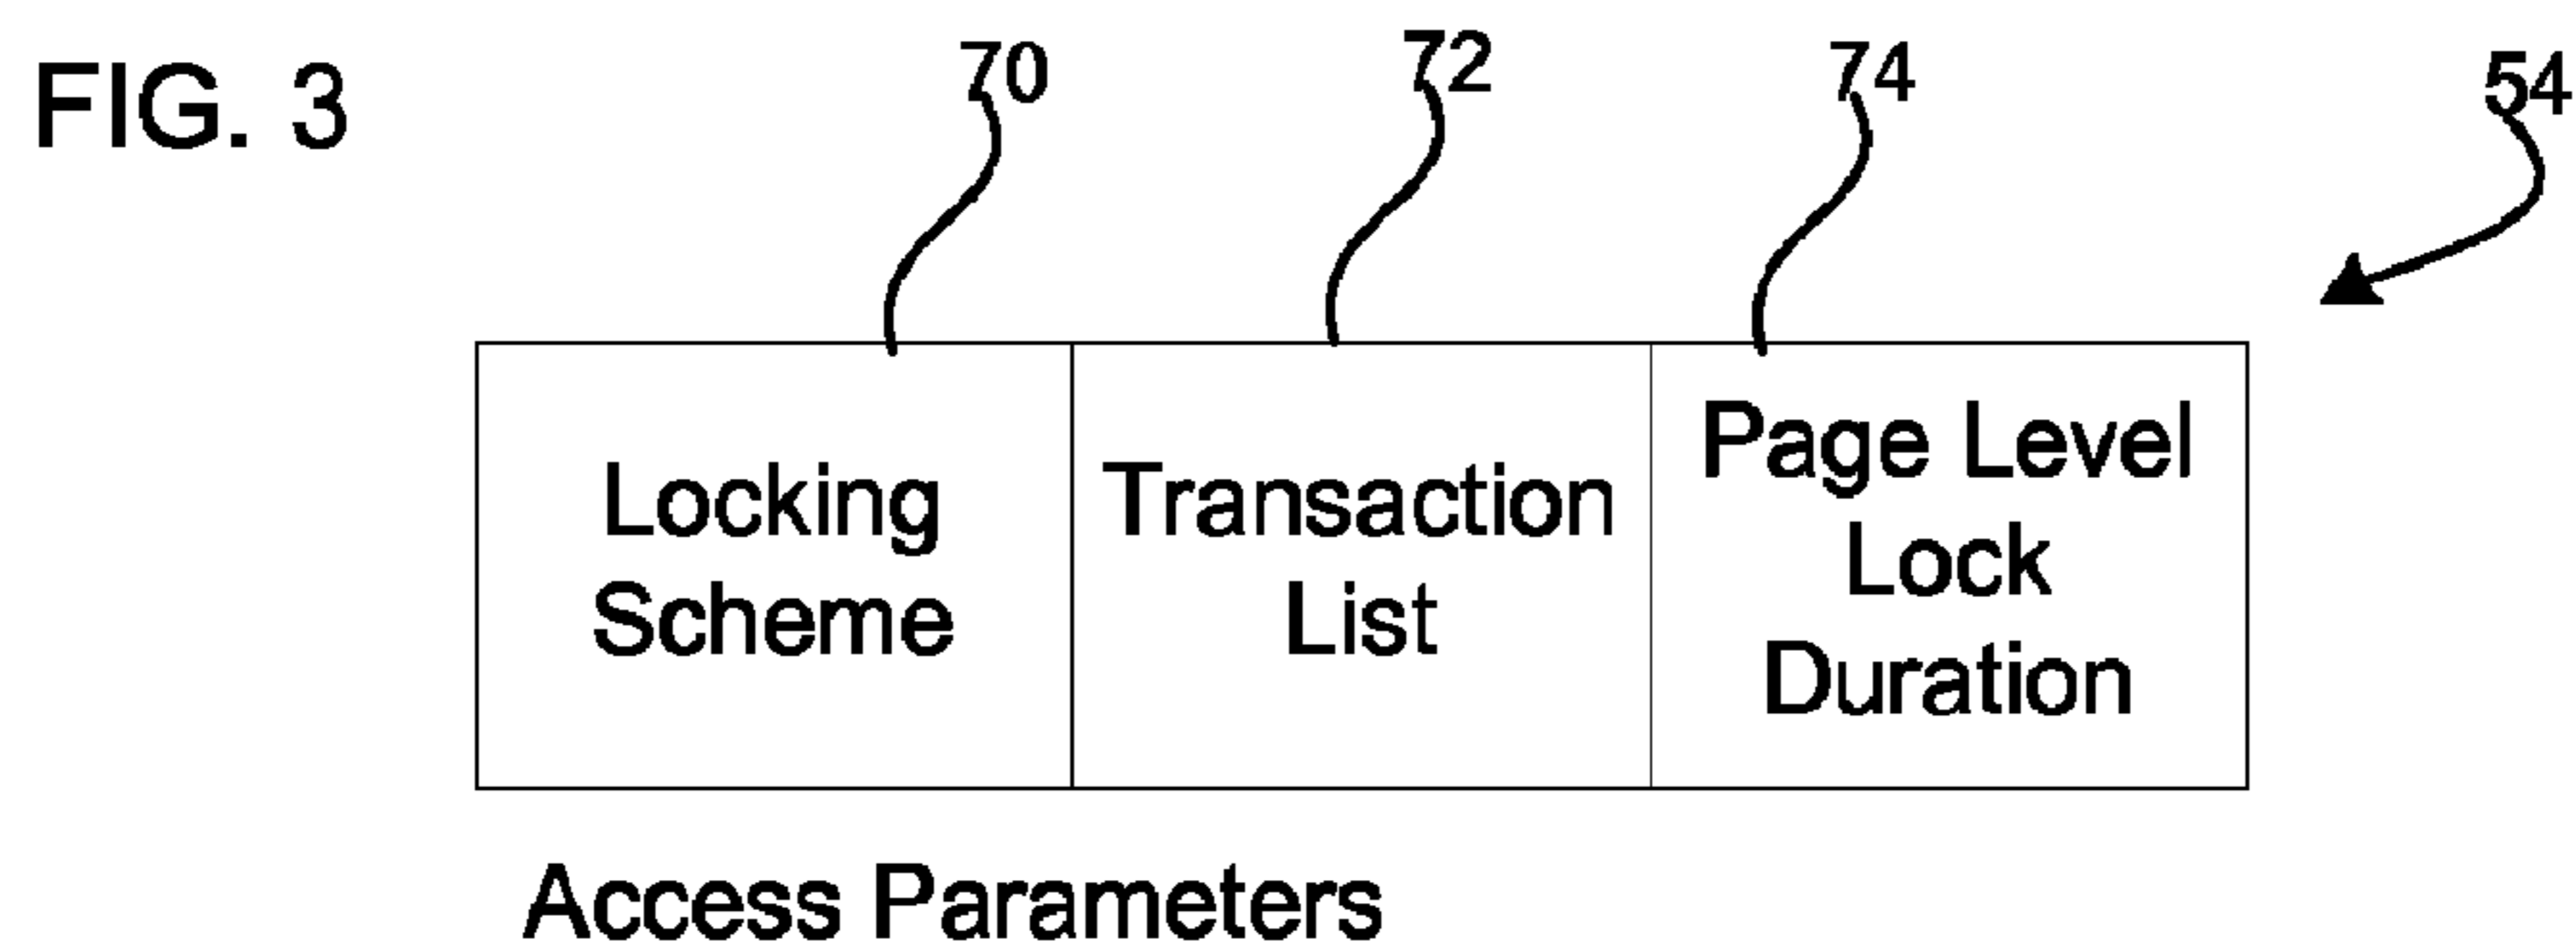 FIG. 3
70
72
74
54
Locking
Scheme
Transaction
List
Page Level
Lock
Duration
Access Parameters